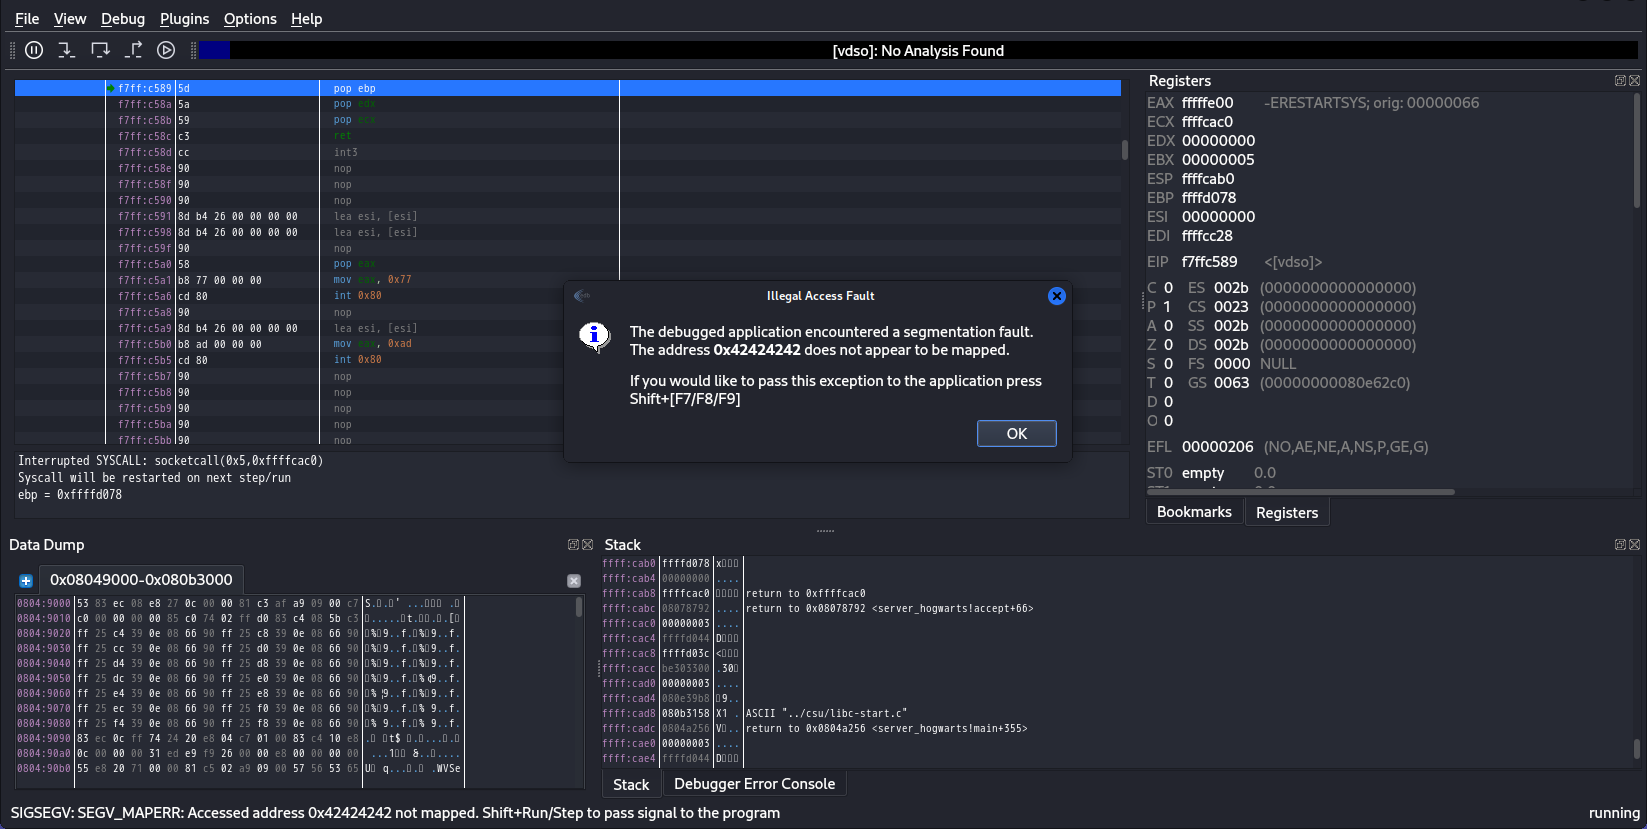 File View Debug Plugins Options Help
[vdso]: No Analysis Found
f7ff:c589 5d pop ebp
f7ff:c58a 5a pop edx
f7ff:c58b 59 pop ecx
f7ff:c58c c3 ret
f7ff:c58d cc int3
f7ff:c58e 90 nop
f7ff:c58f 90 nop
f7ff:c590 90 nop
f7ff:c591 8d b4 26 00 00 00 00 lea esi, [esi]
f7ff:c598 8d b4 26 00 00 00 00 lea esi, [esi]
f7ff:c59f 90 nop
f7ff:c5a0 58 pop eax
f7ff:c5a1 b8 77 00 00 00 mov eax, 0x77
f7ff:c5a6 cd 80 int 0x80
f7ff:c5a8 90 nop
f7ff:c5a9 8d b4 26 00 00 00 00 lea esi, [esi]
f7ff:c5b0 b8 ad 00 00 00 mov eax, 0xad
f7ff:c5b5 cd 80 int 0x80
f7ff:c5b7 90 nop
f7ff:c5b8 90 nop
f7ff:c5b9 90 nop
f7ff:c5ba 90 nop
f7ff:c5bb 90 nop
Interrupted SYSCALL: socketcall(0x5,0xffffcac0)
Syscall will be restarted on next step/run
ebp = 0xffffd078
Illegal Access Fault
The debugged application encountered a segmentation fault.
The address 0x42424242 does not appear to be mapped.
If you would like to pass this exception to the application press
Shift+[F7/F8/F9]
OK
Registers
EAX fffffe00 -ERESTARTSYS; orig: 00000066
ECX ffffcac0
EDX 00000000
EBX 00000005
ESP ffffcab0
EBP ffffd078
ESI 00000000
EDI ffffcc28
EIP f7ffc589 <[vdso]>
C 0 ES 002b (0000000000000000)
P 1 CS 0023 (0000000000000000)
A 0 SS 002b (0000000000000000)
Z 0 DS 002b (0000000000000000)
S 0 FS 0000 NULL
T 0 GS 0063 (00000000080e62c0)
D 0
O 0
EFL 00000206 (NO,AE,NE,A,NS,P,GE,G)
ST0 empty 0.0
Bookmarks Registers
Data Dump
0x08049000-0x080b3000
0804:9000 53 83 ec 08 e8 27 0c 00 00 81 c3 af a9 09 00 c7
0804:9010 c0 00 00 00 00 85 c0 74 02 ff d0 83 c4 08 5b c3
0804:9020 ff 25 c4 39 0e 08 66 90 ff 25 c8 39 0e 08 66 90
0804:9030 ff 25 cc 39 0e 08 66 90 ff 25 d0 39 0e 08 66 90
0804:9040 ff 25 d4 39 0e 08 66 90 ff 25 d8 39 0e 08 66 90
0804:9050 ff 25 dc 39 0e 08 66 90 ff 25 e0 39 0e 08 66 90
0804:9060 ff 25 e4 39 0e 08 66 90 ff 25 e8 39 0e 08 66 90
0804:9070 ff 25 ec 39 0e 08 66 90 ff 25 f0 39 0e 08 66 90
0804:9080 ff 25 f4 39 0e 08 66 90 ff 25 f8 39 0e 08 66 90
0804:9090 83 ec 0c ff 74 24 20 e8 04 c7 01 00 83 c4 10 e8
0804:90a0 0c 00 00 00 31 ed e9 f9 26 00 00 e8 00 00 00 00
0804:90b0 55 e8 20 71 00 00 81 c5 02 a9 09 00 57 56 53 65
Stack
ffff:cab0 ffffd078
ffff:cab4 00000000 ....
ffff:cab8 ffffcac0 return to 0xffffcac0
ffff:cabc 08078792 .... return to 0x08078792 <server_hogwarts!accept+66>
ffff:cac0 00000003 ....
ffff:cac4 ffffd044
ffff:cac8 ffffd03c
ffff:cacc be303300
ffff:cad0 00000003 ....
ffff:cad4 080e39b8
ffff:cad8 080b3158 X1 . ASCII "../csu/libc-start.c"
ffff:cadc 0804a256 return to 0x0804a256 <server_hogwarts!main+355>
ffff:cae0 00000003 ....
ffff:cae4 ffffd044
Stack Debugger Error Console
SIGSEGV: SEGV_MAPERR: Accessed address 0x42424242 not mapped. Shift+Run/Step to pass signal to the program
running